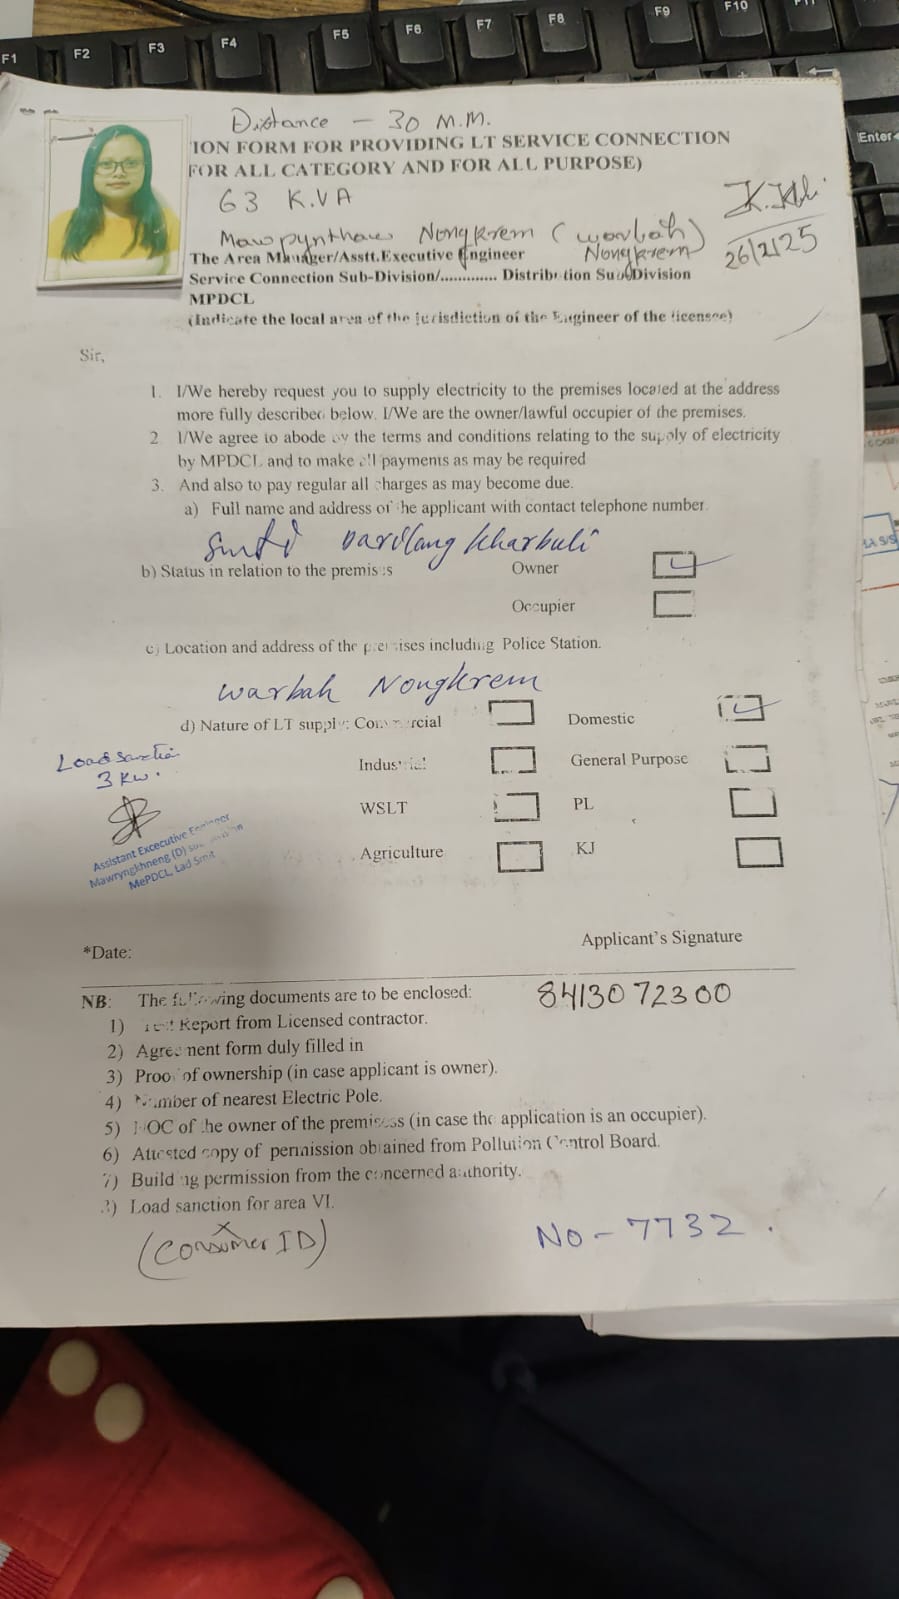 Distance - 30 M.M.
ION FORM FOR PROVIDING LT SERVICE CONNECTION
FOR ALL CATEGORY AND FOR ALL PURPOSE)
63 K.VA
Mawpynthaw Nongkrem (warbah)
Nongkrem
26/2/25
The Area Manager/Asstt.Executive Engineer
Service Connection Sub-Division/............. Distribution Sub Division
MPDCL
(Indicate the local area of the jurisdiction of the Engineer of the licensee)
Sir,
1. I/We hereby request you to supply electricity to the premises located at the address
more fully described below. I/We are the owner/lawful occupier of the premises.
2 I/We agree to abode by the terms and conditions relating to the supply of electricity
by MPDCL and to make all payments as may be required
3. And also to pay regular all charges as may become due.
a) Full name and address of the applicant with contact telephone number.
Smti Darilang Kharbuli
b) Status in relation to the premises Owner
Occupier
c) Location and address of the premises including Police Station.
Warbah Nongkrem
d) Nature of LT supply: Commercial Domestic
Industrial General Purpose
WSLT PL
Agriculture KJ
Load sanction
3 KW.
Assistant Excecutive Engineer
Mawryngkhneng (D) sub division
MePDCL, Lad Smit
*Date: Applicant's Signature
NB: The following documents are to be enclosed: 8413072300
1) Test Report from Licensed contractor.
2) Agreement form duly filled in
3) Proof of ownership (in case applicant is owner).
4) Number of nearest Electric Pole.
5) NOC of the owner of the premises (in case the application is an occupier).
6) Attested copy of permission obtained from Pollution Control Board.
7) Building permission from the concerned authority.
8) Load sanction for area VI.
(Consumer ID) No - 7732.
F1 F2 F3 F4 F5 F6 F7 F8 F9 F10 F11
Enter